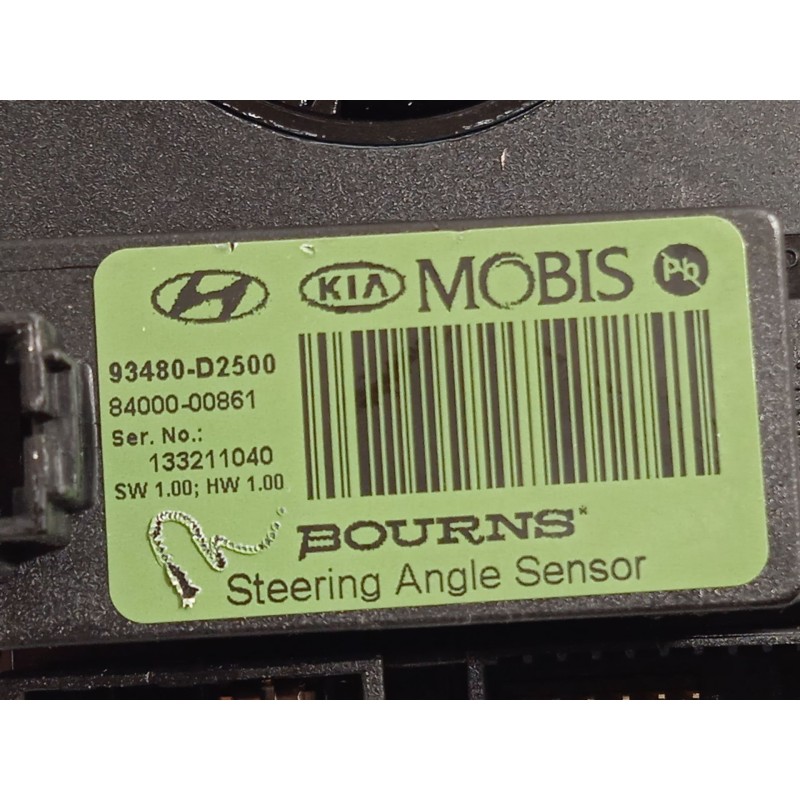 KIA MOBIS Pb
93480-D2500
84000-00861
Ser. No.:
133211040
SW 1.00; HW 1.00
BOURNS*
Steering Angle Sensor